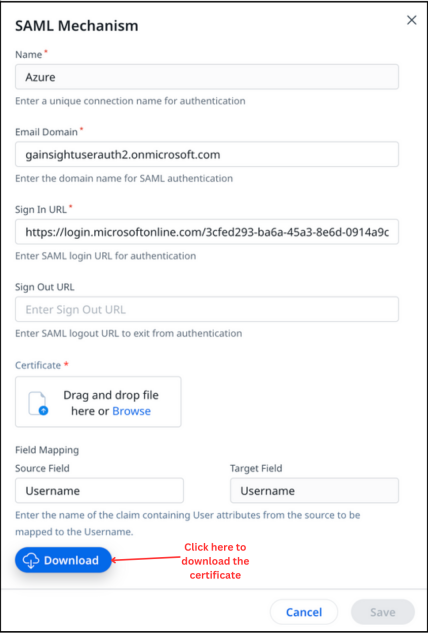 SAML Mechanism
Name *
Azure
Enter a unique connection name for authentication
Email Domain *
gainsightuserauth2.onmicrosoft.com
Enter the domain name for SAML authentication
Sign In URL *
https://login.microsoftonline.com/3cfed293-ba6a-45a3-8e6d-0914a9c
Enter SAML login URL for authentication
Sign Out URL
Enter Sign Out URL
Enter SAML logout URL to exit from authentication
Certificate *
Drag and drop file
here or Browse
Field Mapping
Source Field Target Field
Username Username
Enter the name of the claim containing User attributes from the source to be
mapped to the Username.
Download
Click here to
download the
certificate
Cancel Save